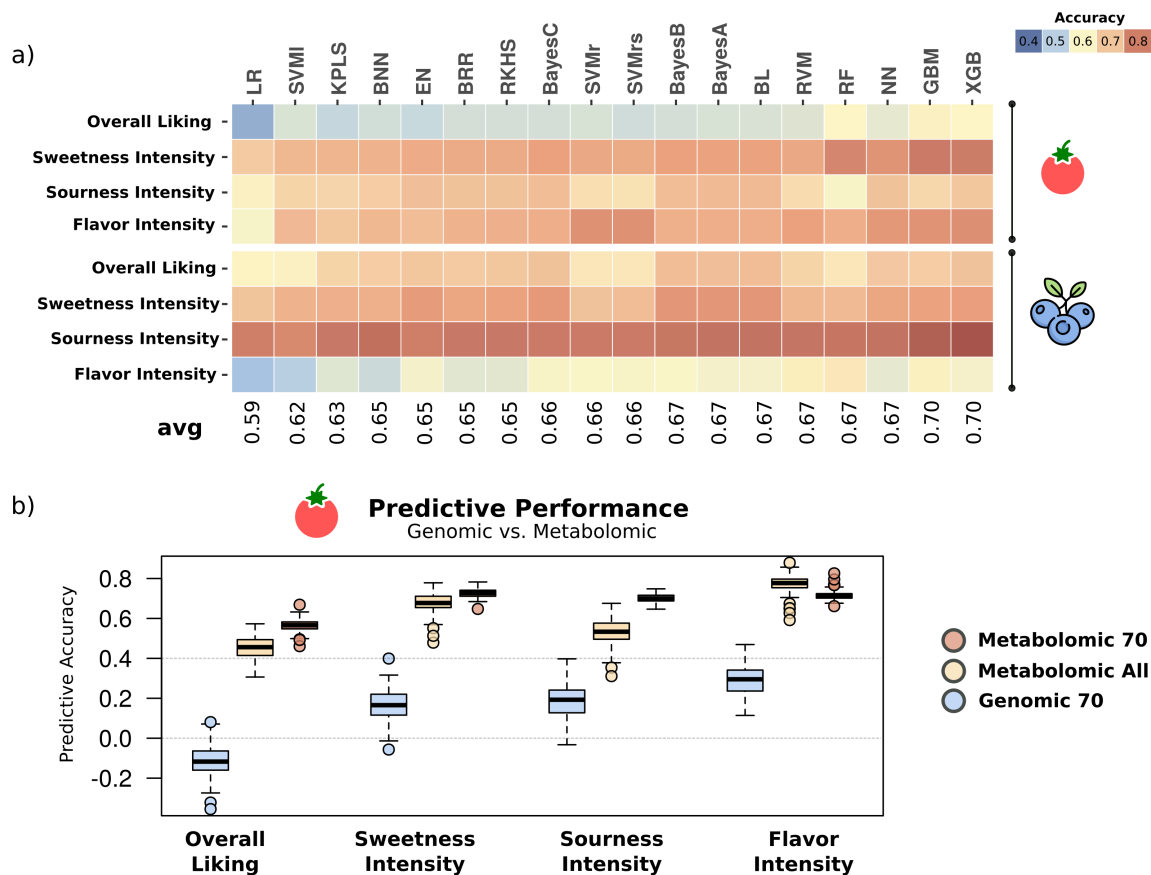 a)
Accuracy
0.4 0.5 0.6 0.7 0.8
LR SVMl KPLS BNN EN BRR RKHS BayesC SVMr SVMrs BayesB BayesA BL RVM RF NN GBM XGB
Overall Liking
Sweetness Intensity
Sourness Intensity
Flavor Intensity
Overall Liking
Sweetness Intensity
Sourness Intensity
Flavor Intensity
avg 0.59 0.62 0.63 0.65 0.65 0.65 0.65 0.66 0.66 0.66 0.67 0.67 0.67 0.67 0.67 0.67 0.70 0.70
b)
Predictive Performance
Genomic vs. Metabolomic
Predictive Accuracy
0.8
0.6
0.4
0.2
0.0
-0.2
Metabolomic 70
Metabolomic All
Genomic 70
Overall Sweetness Sourness Flavor
Liking Intensity Intensity Intensity